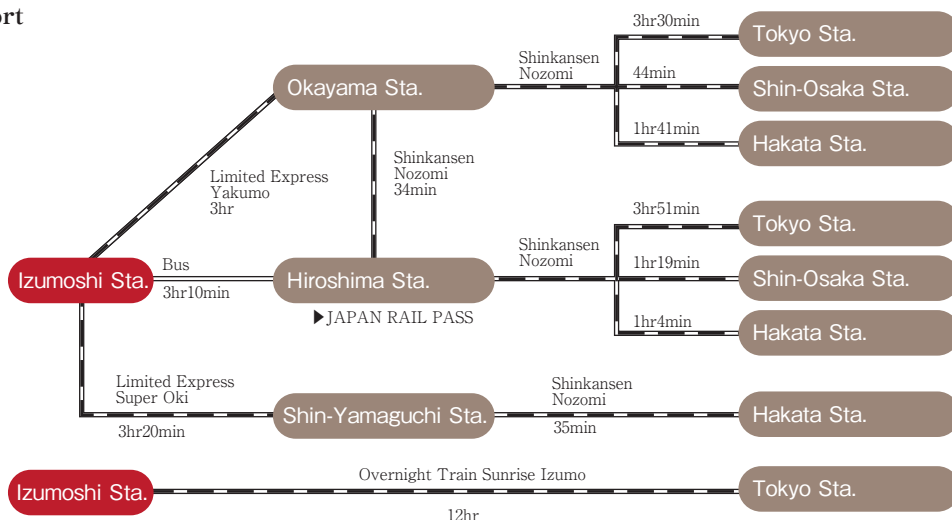 ort
3hr30min
Tokyo Sta.
Shinkansen
Nozomi
44min
Okayama Sta.
Shin-Osaka Sta.
1hr41min
Hakata Sta.
Limited Express
Yakumo
3hr
Shinkansen
Nozomi
34min
3hr51min
Tokyo Sta.
Izumoshi Sta.
Bus
3hr10min
Hiroshima Sta.
Shinkansen
Nozomi
1hr19min
Shin-Osaka Sta.
▶JAPAN RAIL PASS
1hr4min
Hakata Sta.
Limited Express
Super Oki
3hr20min
Shin-Yamaguchi Sta.
Shinkansen
Nozomi
35min
Hakata Sta.
Izumoshi Sta.
Overnight Train Sunrise Izumo
12hr
Tokyo Sta.